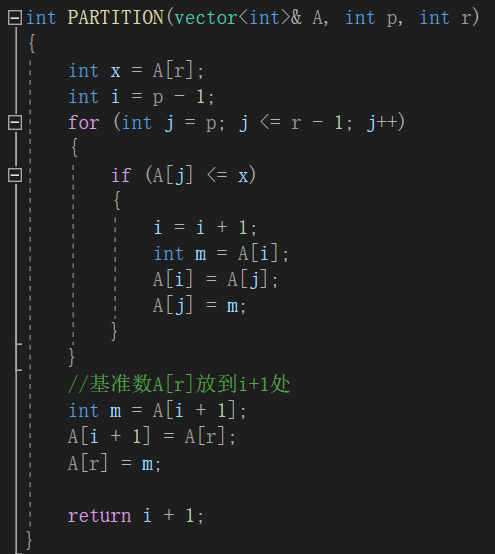 int PARTITION(vector<int>& A, int p, int r)
{
    int x = A[r];
    int i = p - 1;
    for (int j = p; j <= r - 1; j++)
    {
        if (A[j] <= x)
        {
            i = i + 1;
            int m = A[i];
            A[i] = A[j];
            A[j] = m;
        }
    }
    //基准数A[r]放到i+1处
    int m = A[i + 1];
    A[i + 1] = A[r];
    A[r] = m;

    return i + 1;
}